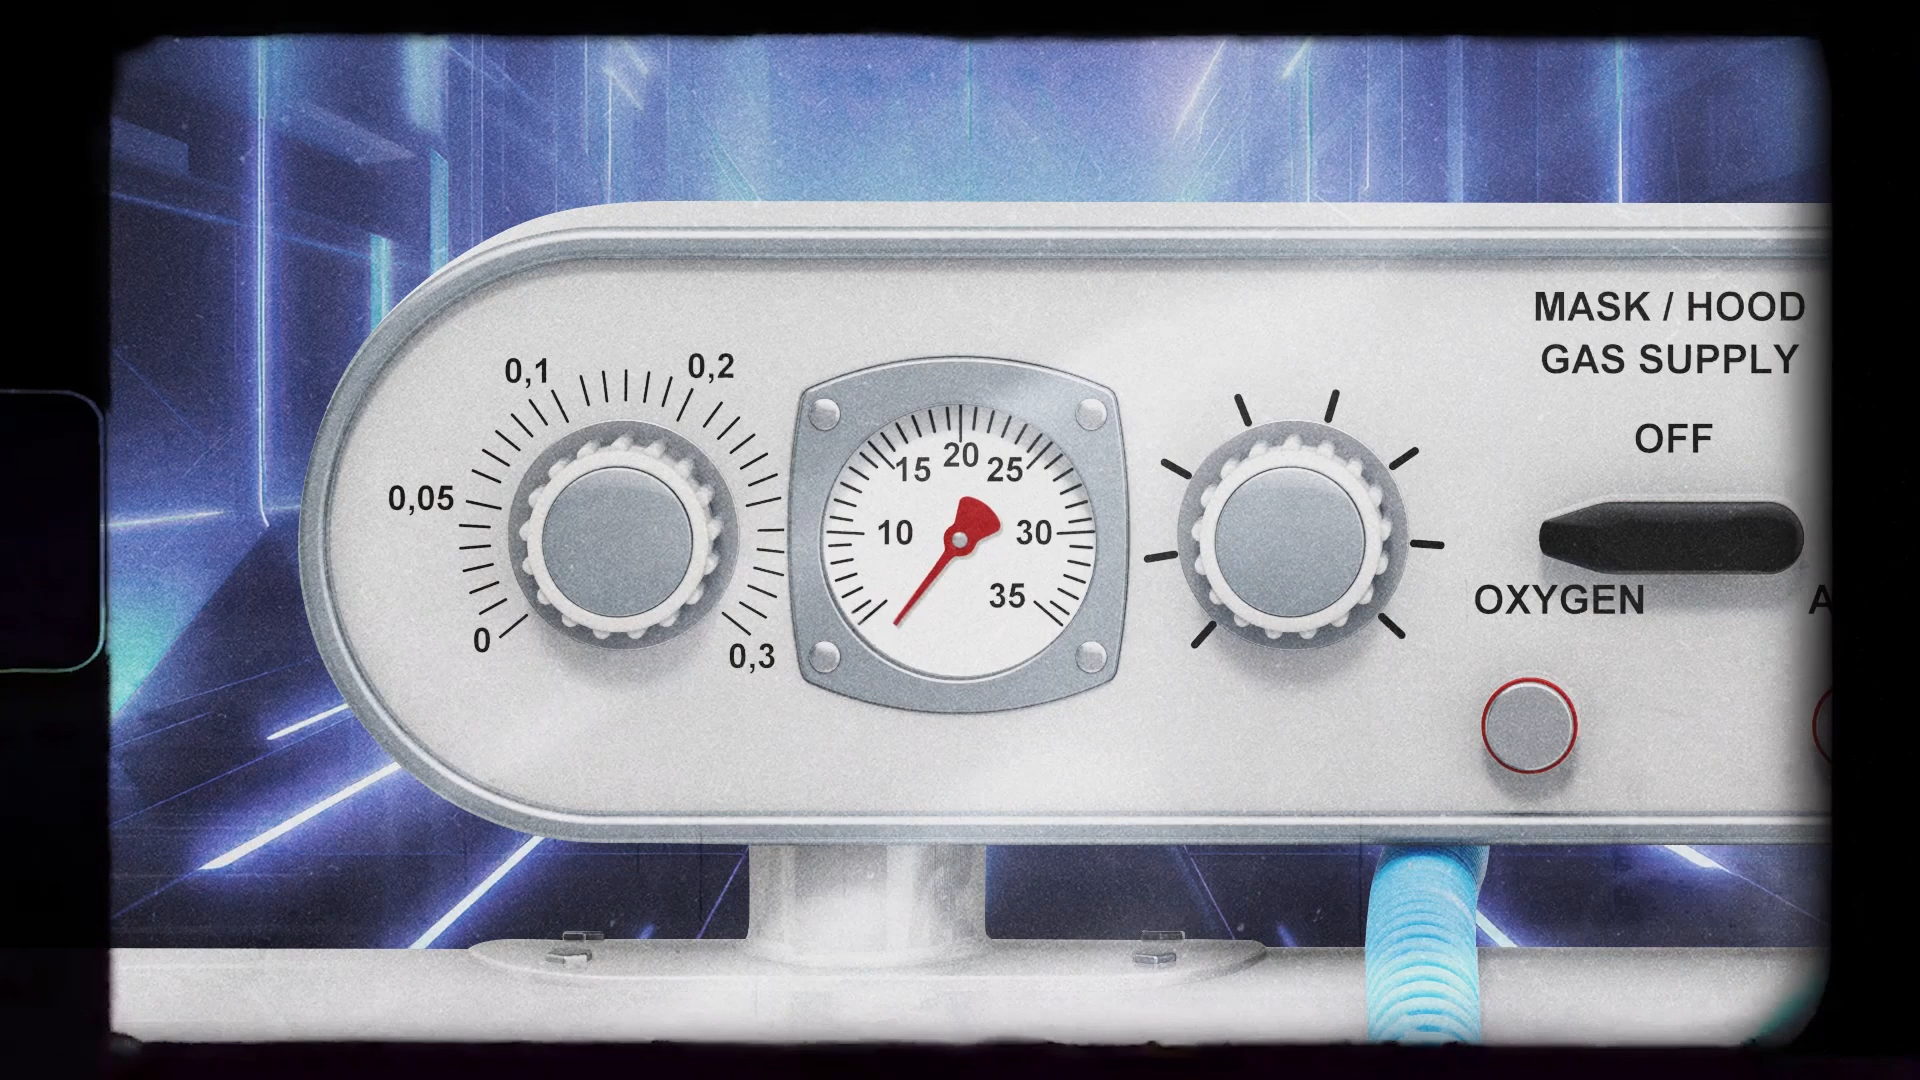 0
0,05
0,1
0,2
0,3
10
15
20
25
30
35
MASK / HOOD
GAS SUPPLY
OFF
OXYGEN
A